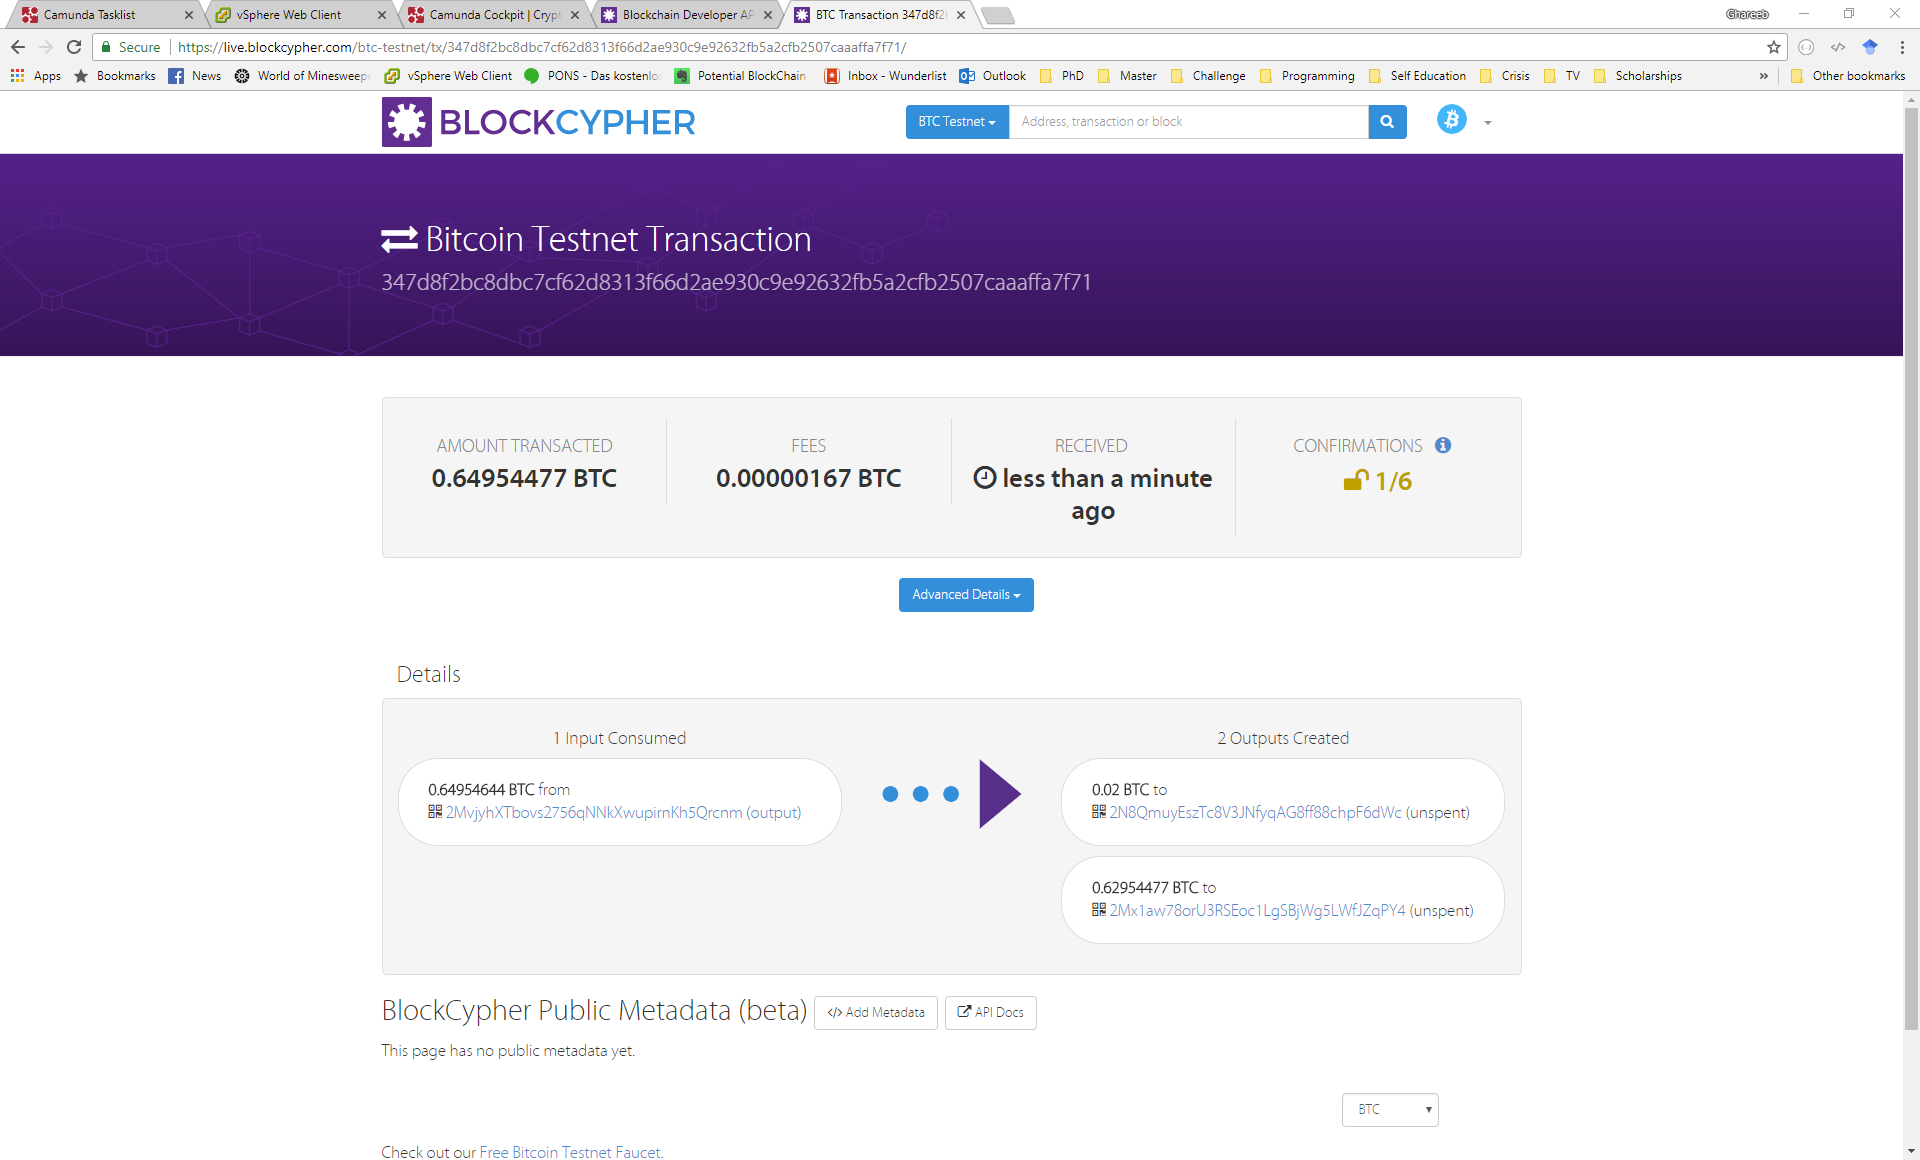 Camunda Tasklist
vSphere Web Client
Camunda Cockpit | Crypt
Blockchain Developer AP
BTC Transaction 347d8f2
Ghareeb
Secure
https://live.blockcypher.com/btc-testnet/tx/347d8f2bc8dbc7cf62d8313f66d2ae930c9e92632fb5a2cfb2507caaaffa7f71/
Apps
Bookmarks
News
World of Minesweepe
vSphere Web Client
PONS - Das kostenlo
Potential BlockChain
Inbox - Wunderlist
Outlook
PhD
Master
Challenge
Programming
Self Education
Crisis
TV
Scholarships
»
Other bookmarks
BLOCKCYPHER
BTC Testnet
Address, transaction or block
Bitcoin Testnet Transaction
347d8f2bc8dbc7cf62d8313f66d2ae930c9e92632fb5a2cfb2507caaaffa7f71
AMOUNT TRANSACTED
0.64954477 BTC
FEES
0.00000167 BTC
RECEIVED
less than a minute
ago
CONFIRMATIONS
1/6
Advanced Details
Details
1 Input Consumed
0.64954644 BTC from
2MvjyhXTbovs2756qNNkXwupirnKh5Qrcnm (output)
2 Outputs Created
0.02 BTC to
2N8QmuyEszTc8V3JNfyqAG8ff88chpF6dWc (unspent)
0.62954477 BTC to
2Mx1aw78orU3RSEoc1LgSBjWg5LWfJZqPY4 (unspent)
BlockCypher Public Metadata (beta)
</> Add Metadata
API Docs
This page has no public metadata yet.
BTC
Check out our Free Bitcoin Testnet Faucet.